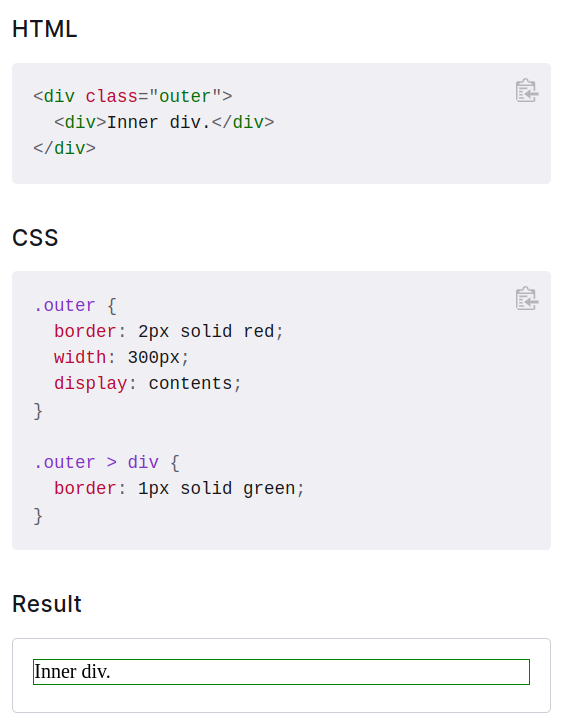 HTML
<div class="outer">
  <div>Inner div.</div>
</div>
CSS
.outer {
  border: 2px solid red;
  width: 300px;
  display: contents;
}
.outer > div {
  border: 1px solid green;
}
Result
Inner div.